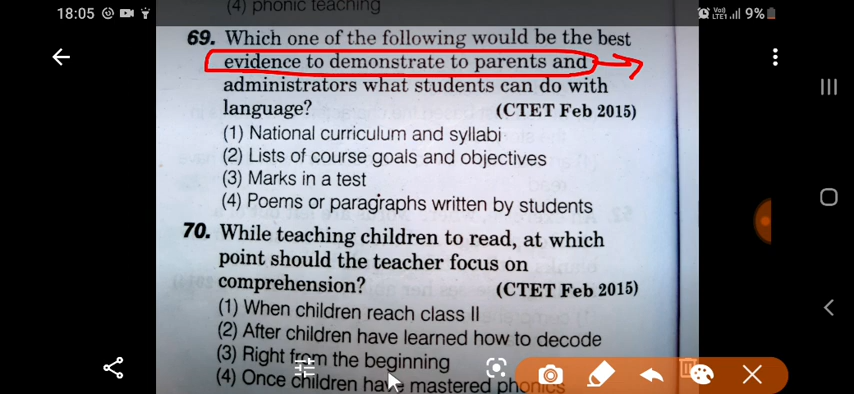 18:05
9%
(4) phonic teaching
69. Which one of the following would be the best
evidence to demonstrate to parents and
administrators what students can do with
language? (CTET Feb 2015)
(1) National curriculum and syllabi
(2) Lists of course goals and objectives
(3) Marks in a test
(4) Poems or paragraphs written by students
70. While teaching children to read, at which
point should the teacher focus on
comprehension? (CTET Feb 2015)
(1) When children reach class II
(2) After children have learned how to decode
(3) Right from the beginning
(4) Once children have mastered phonics